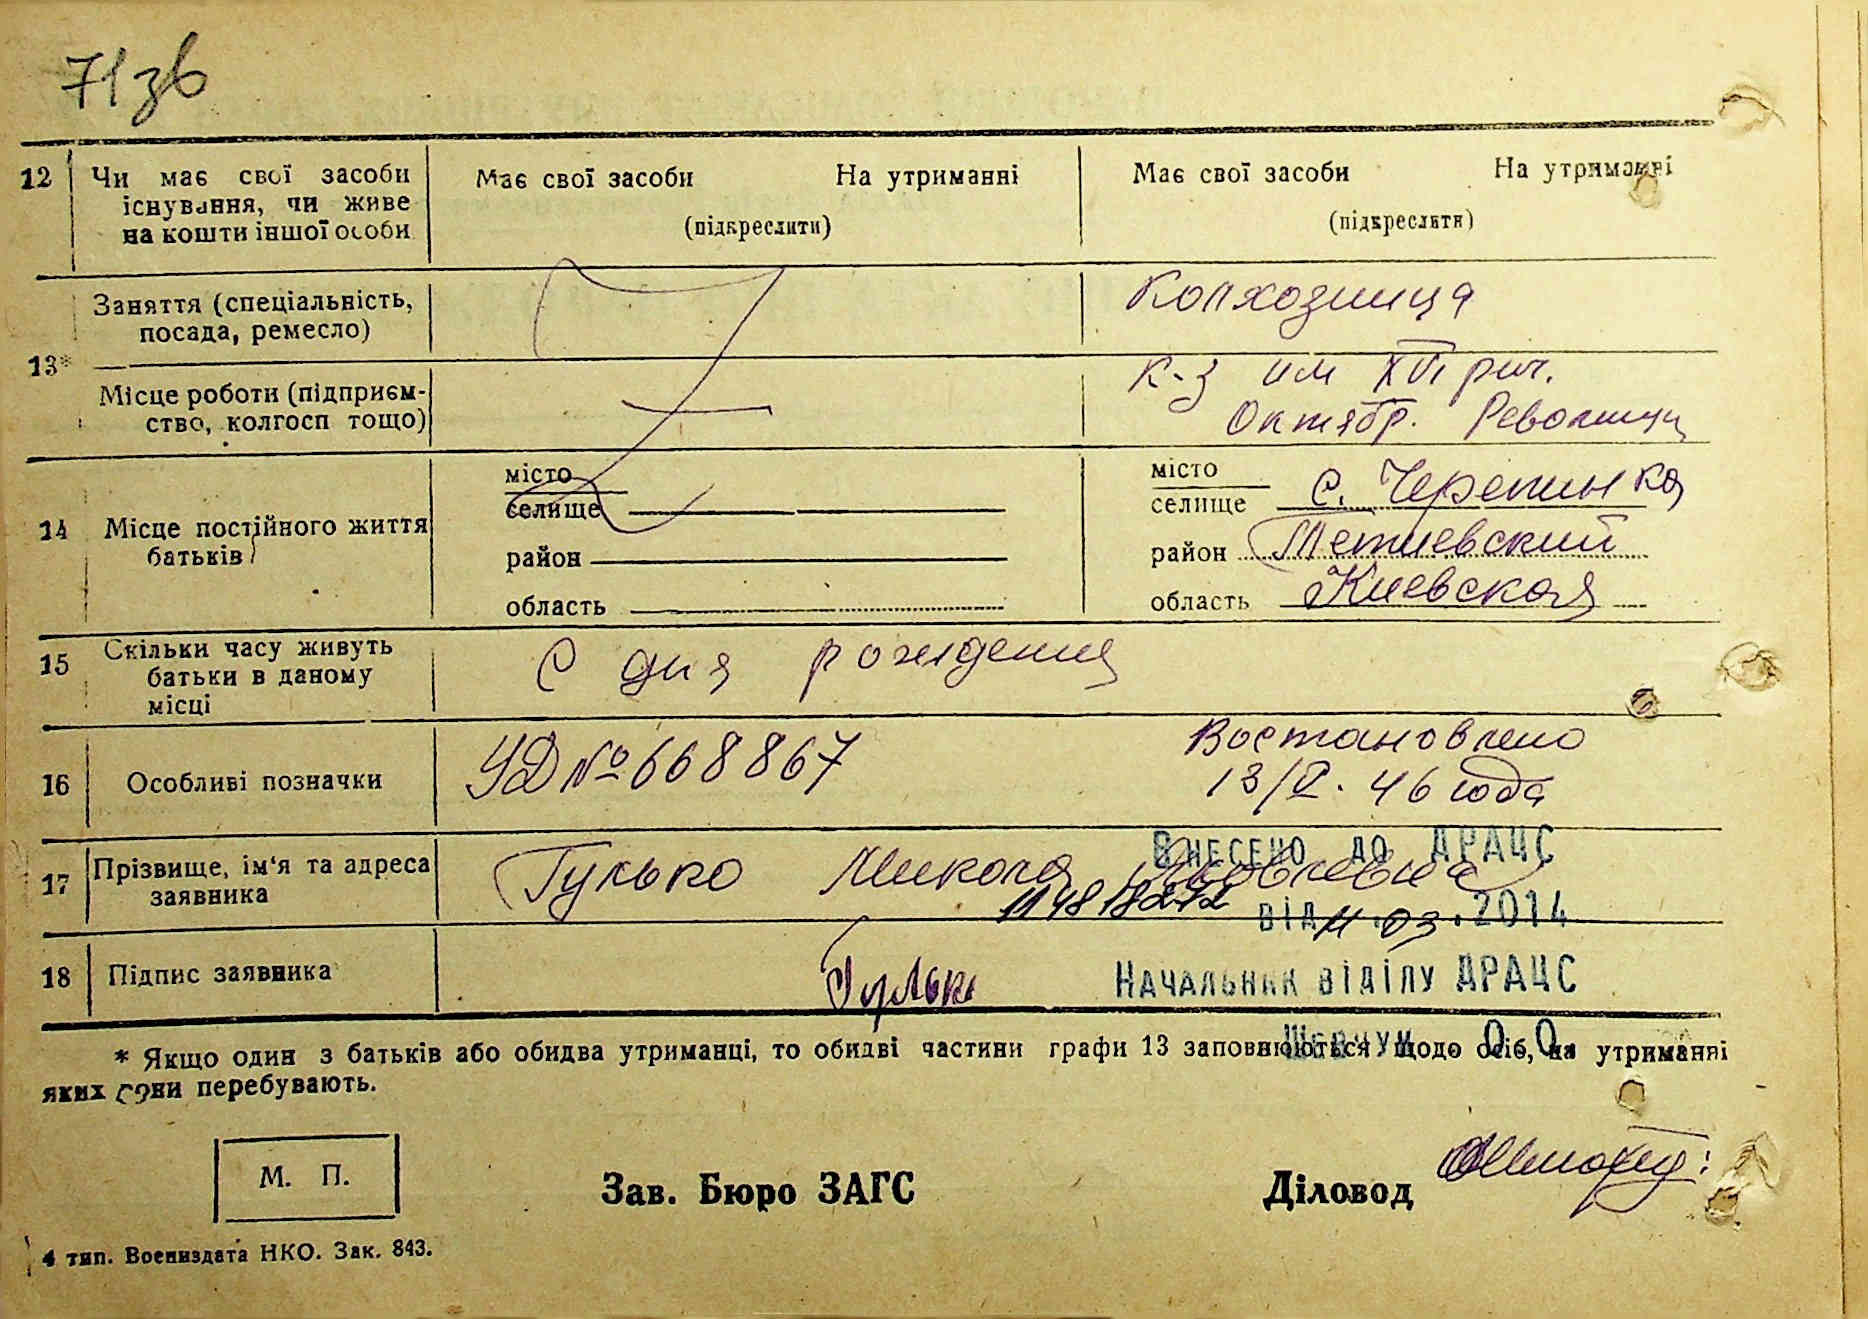 71зв
12 Чи має свої засоби існування, чи живе на кошти іншої особи
Має свої засоби На утриманні
(підкреслити)
Має свої засоби На утриманні
(підкреслити)
13*
Заняття (спеціальність, посада, ремесло)
Колхозница
Місце роботи (підприєм-
ство, колгосп тощо)
К-з им рич.
Октябр. Революции
14 Місце постійного життя батьків
місто
селище
район
область
місто
селище с. Черепинка
район Тетиевский
область Киевская
15 Скільки часу живуть батьки в даному місці
С дня рождения
16 Особливі позначки
УД № 668867
Востановлено
13/V. 46 года
17 Прізвище, ім'я та адреса заявника
Гулько Микола Яковлевна
114818272
Внесено до ДРАЦС
від 11.03.2014
18 Підпис заявника
Гулько
Начальник відділу ДРАЦС
О.О.
* Якщо один з батьків або обидва утриманці, то обидві частини графи 13 заповнюються щодо осіб, на утриманні
яких вони перебувають.
М. П.
Зав. Бюро ЗАГС
Діловод
4 тип. Воениздата НКО. Зак. 843.